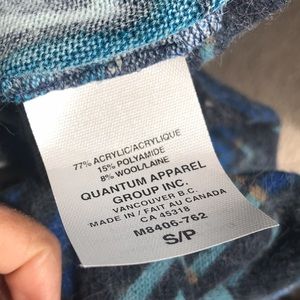 77% ACRYLIC/ACRYLIQUE
15% POLYAMIDE
8% WOOL/LAINE
QUANTUM APPAREL
GROUP INC.
VANCOUVER B.C.
MADE IN / FAIT AU CANADA
CA 45318
M8406-762
S/P